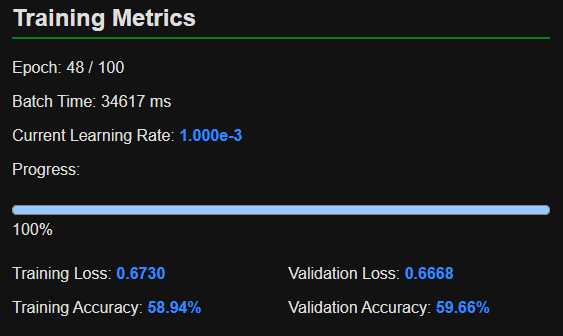 Training Metrics
Epoch: 48 / 100
Batch Time: 34617 ms
Current Learning Rate: 1.000e-3
Progress:
100%
Training Loss: 0.6730 Validation Loss: 0.6668
Training Accuracy: 58.94% Validation Accuracy: 59.66%